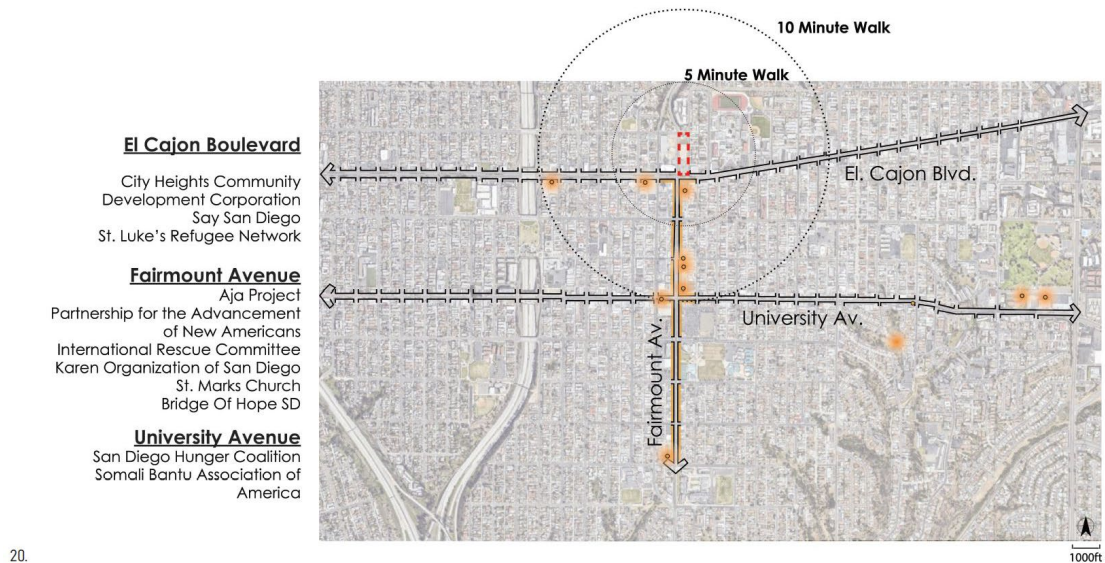 10 Minute Walk
5 Minute Walk
El Cajon Boulevard
City Heights Community
Development Corporation
Say San Diego
St. Luke's Refugee Network
Fairmount Avenue
Aja Project
Partnership for the Advancement
of New Americans
International Rescue Committee
Karen Organization of San Diego
St. Marks Church
Bridge Of Hope SD
University Avenue
San Diego Hunger Coalition
Somali Bantu Association of
America
El. Cajon Blvd.
University Av.
Fairmount Av.
1000ft
20.